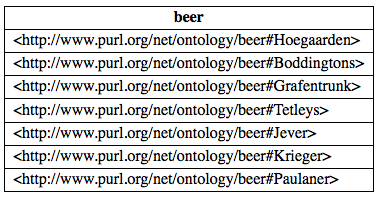 beer
<http://www.purl.org/net/ontology/beer#Hoegaarden>
<http://www.purl.org/net/ontology/beer#Boddingtons>
<http://www.purl.org/net/ontology/beer#Grafentrunk>
<http://www.purl.org/net/ontology/beer#Tetleys>
<http://www.purl.org/net/ontology/beer#Jever>
<http://www.purl.org/net/ontology/beer#Krieger>
<http://www.purl.org/net/ontology/beer#Paulaner>